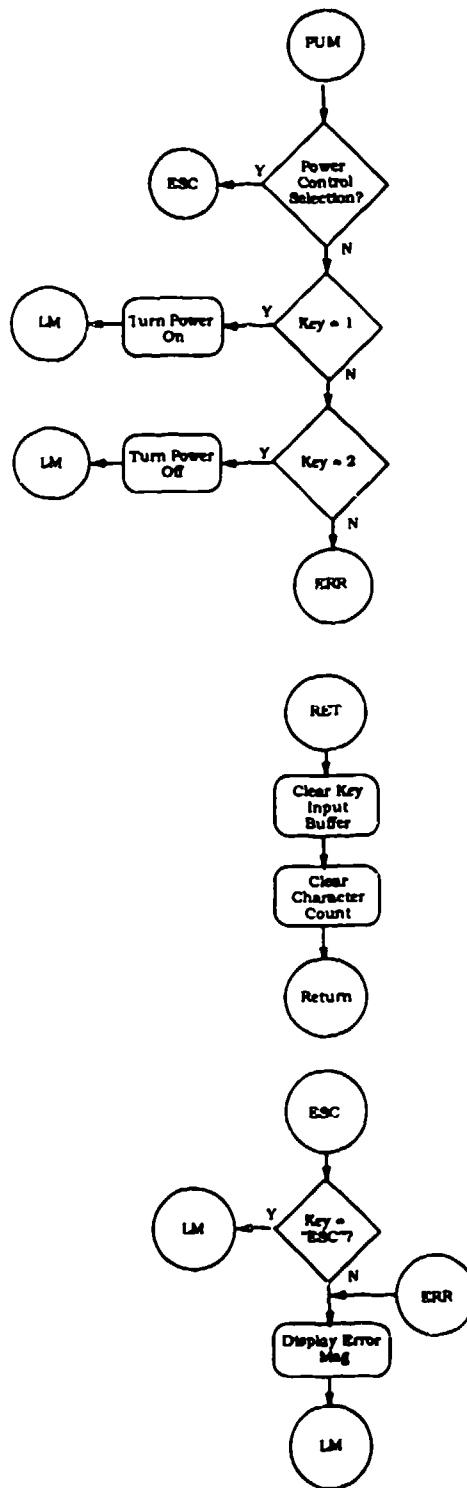 PUM
Power
Control
Selection?
Y
ESC
N
Key = 1
Y
Turn Power
On
LM
N
Key = 2
Y
Turn Power
Off
LM
N
ERR
RET
Clear Key
Input
Buffer
Clear
Character
Count
Return
ESC
Key =
"ESC"?
Y
LM
N
ERR
Display Error
Msg
LM